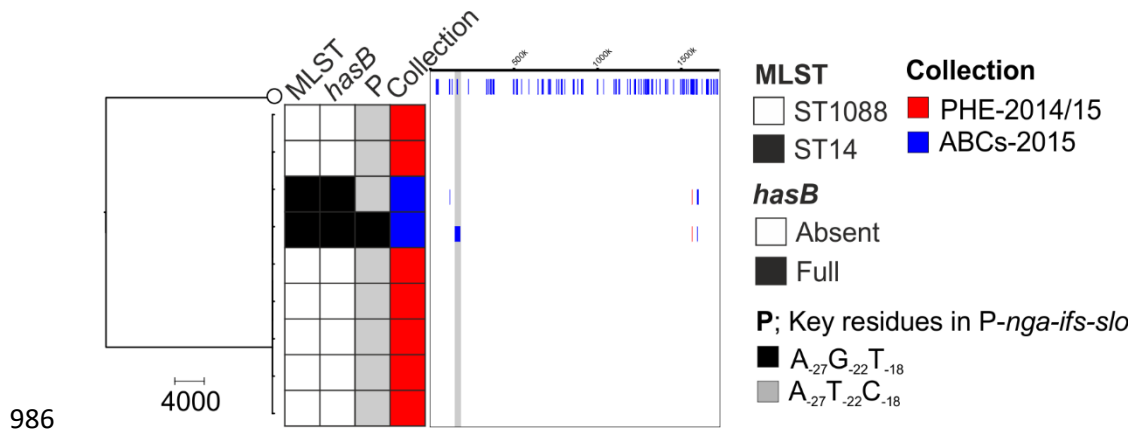 MLST
hasB
P
Collection
500k
1000k
1500k
4000
MLST
ST1088
ST14
hasB
Absent
Full
P; Key residues in P-nga-ifs-slo
A-27G-22T-18
A-27T-22C-18
Collection
PHE-2014/15
ABCs-2015
986